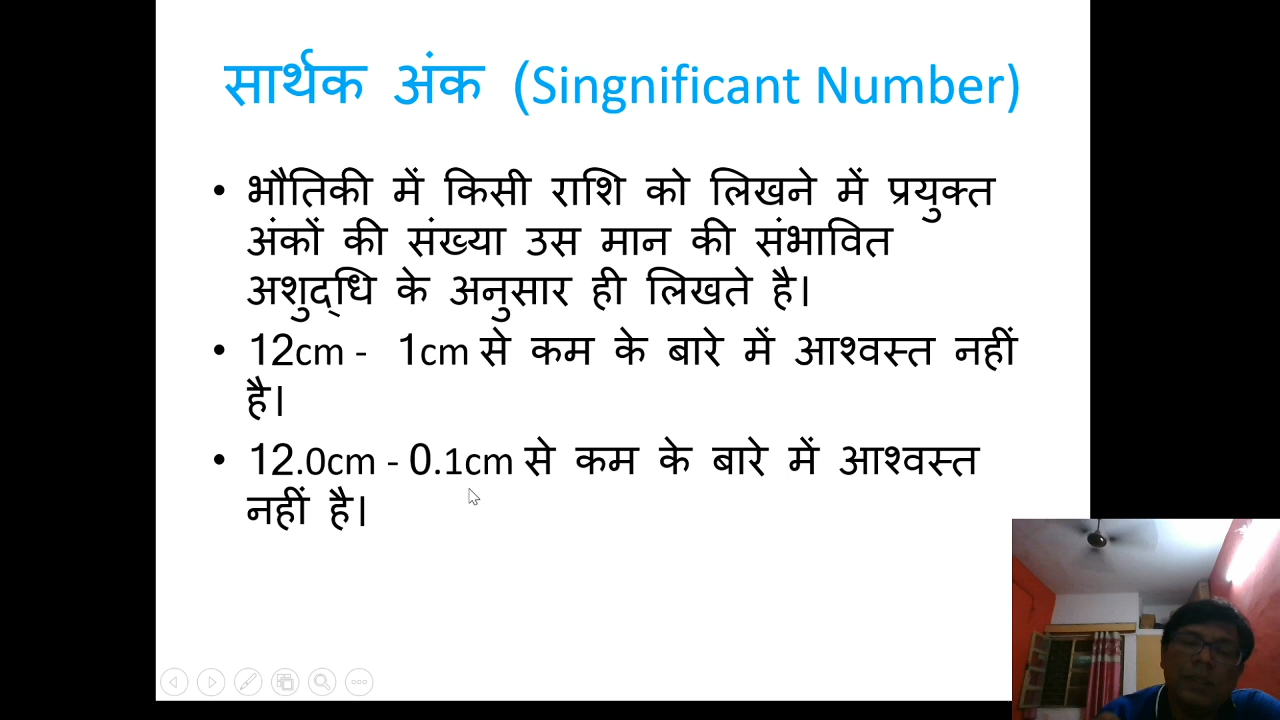 सार्थक अंक (Singnificant Number)
• भौतिकी में किसी राशि को लिखने में प्रयुक्त
अंकों की संख्या उस मान की संभावित
अशुद्धि के अनुसार ही लिखते है।
• 12cm - 1cm से कम के बारे में आश्वस्त नहीं
है।
• 12.0cm - 0.1cm से कम के बारे में आश्वस्त
नहीं है।